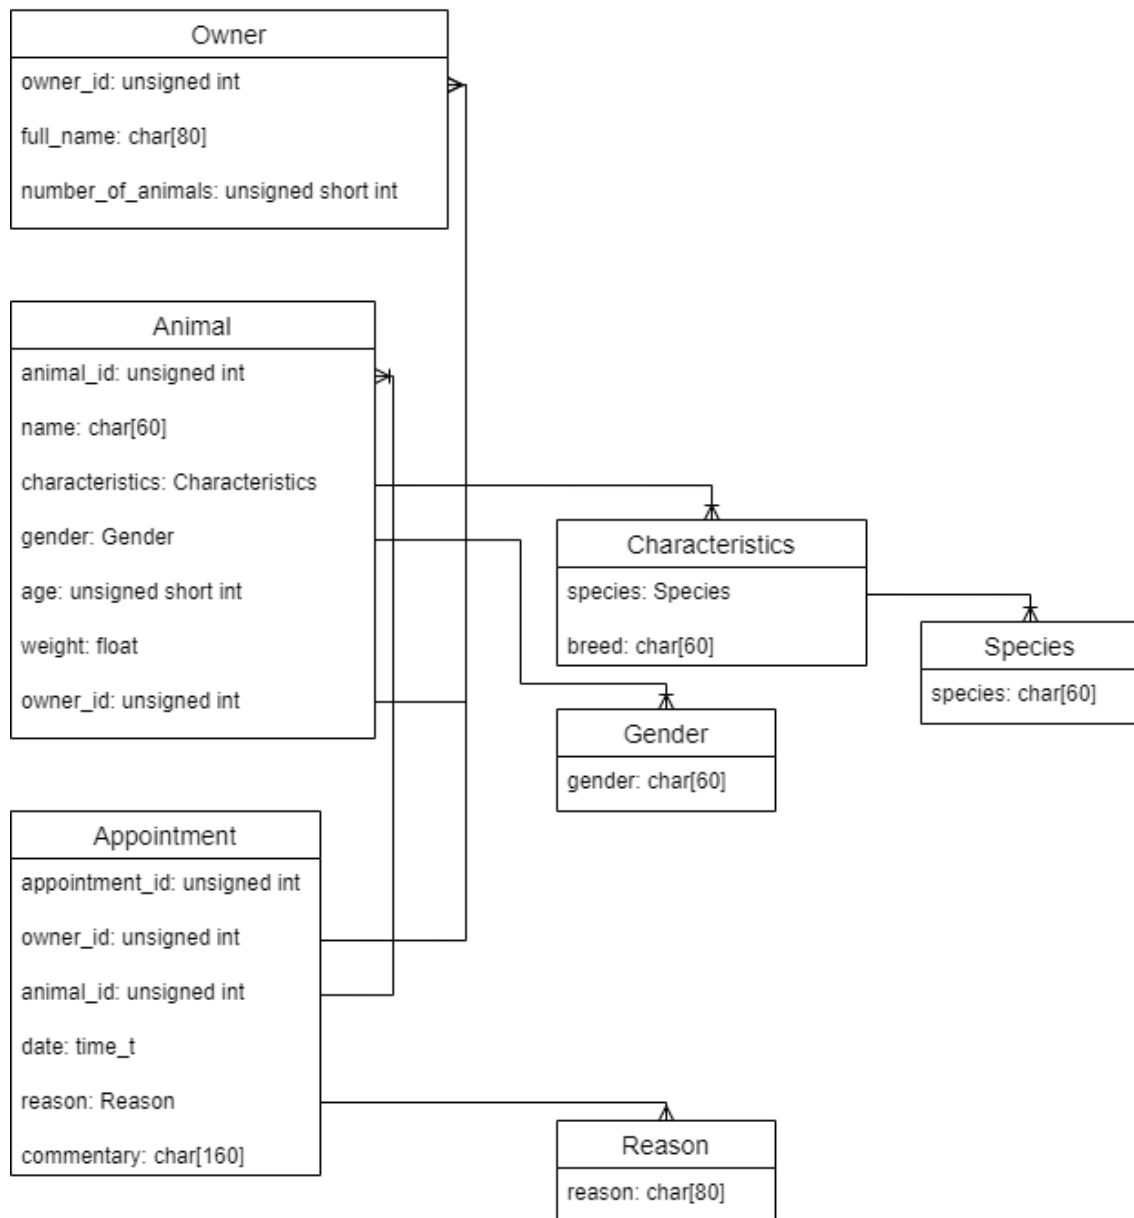 Owner
owner_id: unsigned int
full_name: char[80]
number_of_animals: unsigned short int
Animal
animal_id: unsigned int
name: char[60]
characteristics: Characteristics
gender: Gender
age: unsigned short int
weight: float
owner_id: unsigned int
Characteristics
species: Species
breed: char[60]
Species
species: char[60]
Gender
gender: char[60]
Appointment
appointment_id: unsigned int
owner_id: unsigned int
animal_id: unsigned int
date: time_t
reason: Reason
commentary: char[160]
Reason
reason: char[80]